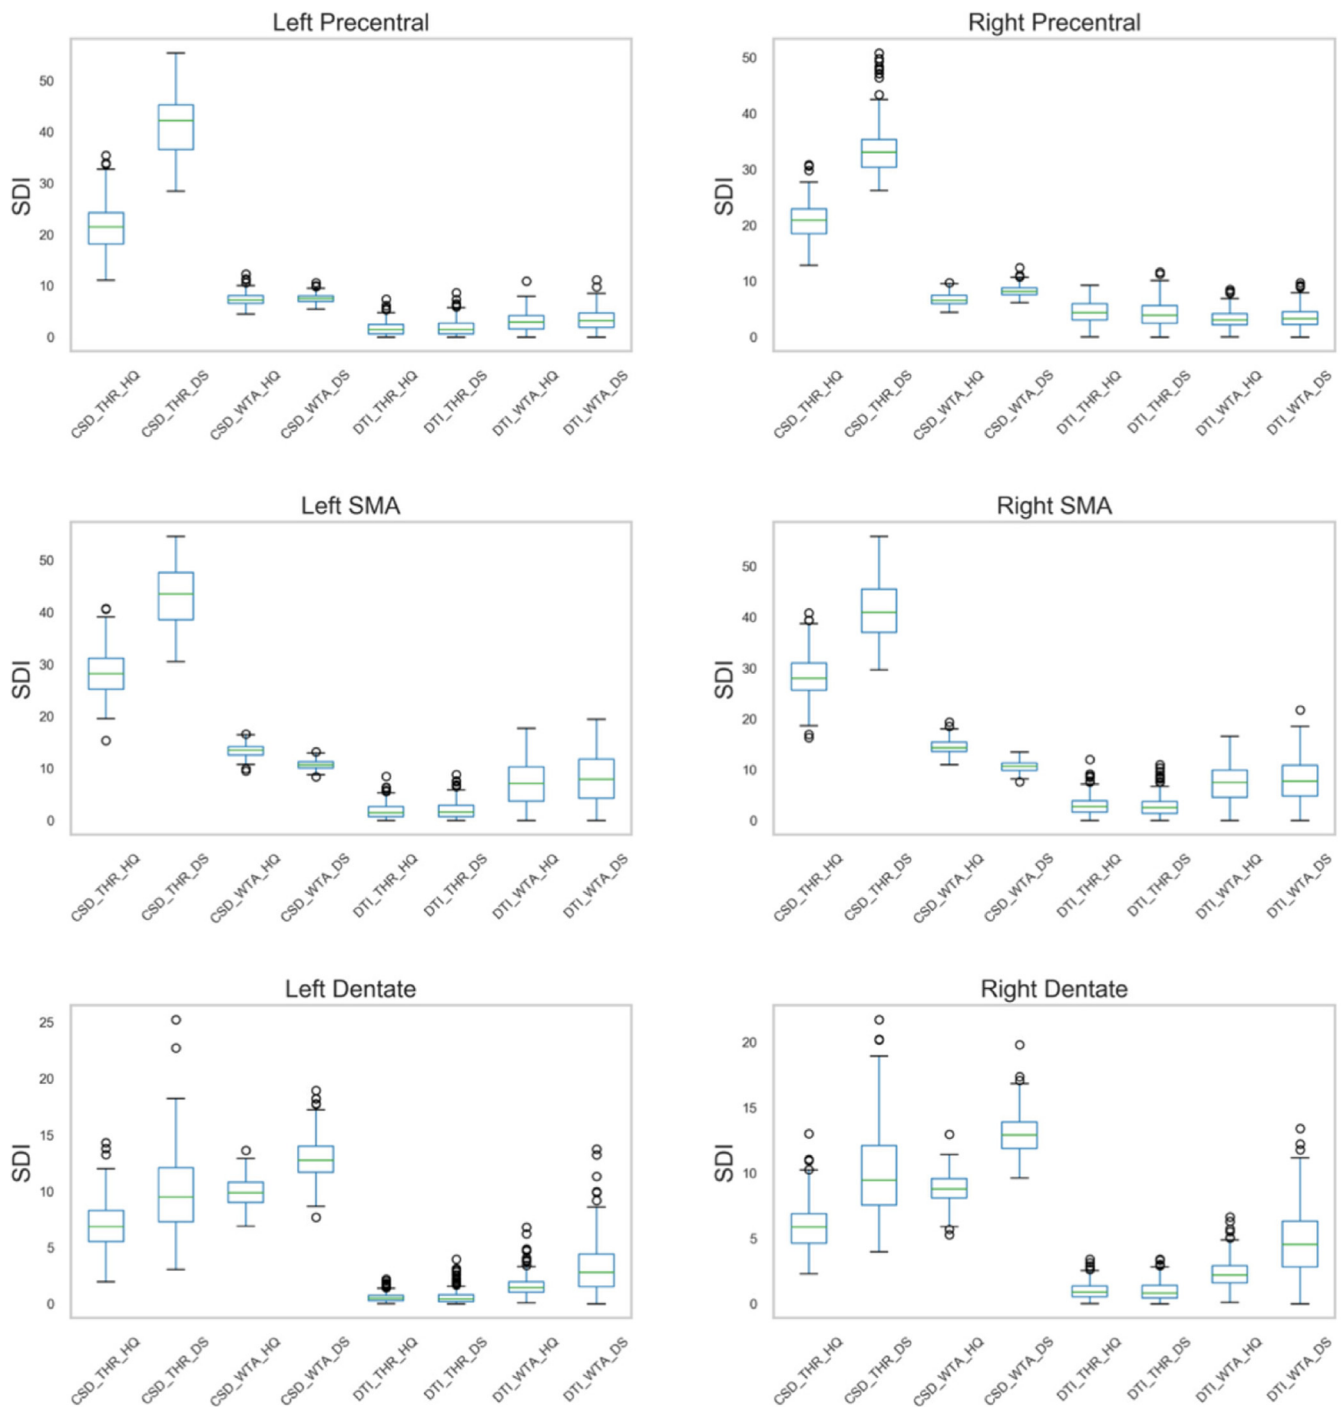 Left Precentral
SDI
50
40
30
20
10
0
CSD_THR_HQ
CSD_THR_DS
CSD_WTA_HQ
CSD_WTA_DS
DTI_THR_HQ
DTI_THR_DS
DTI_WTA_HQ
DTI_WTA_DS
Right Precentral
SDI
50
40
30
20
10
0
CSD_THR_HQ
CSD_THR_DS
CSD_WTA_HQ
CSD_WTA_DS
DTI_THR_HQ
DTI_THR_DS
DTI_WTA_HQ
DTI_WTA_DS
Left SMA
SDI
50
40
30
20
10
0
CSD_THR_HQ
CSD_THR_DS
CSD_WTA_HQ
CSD_WTA_DS
DTI_THR_HQ
DTI_THR_DS
DTI_WTA_HQ
DTI_WTA_DS
Right SMA
SDI
50
40
30
20
10
0
CSD_THR_HQ
CSD_THR_DS
CSD_WTA_HQ
CSD_WTA_DS
DTI_THR_HQ
DTI_THR_DS
DTI_WTA_HQ
DTI_WTA_DS
Left Dentate
SDI
25
20
15
10
5
0
CSD_THR_HQ
CSD_THR_DS
CSD_WTA_HQ
CSD_WTA_DS
DTI_THR_HQ
DTI_THR_DS
DTI_WTA_HQ
DTI_WTA_DS
Right Dentate
SDI
20
15
10
5
0
CSD_THR_HQ
CSD_THR_DS
CSD_WTA_HQ
CSD_WTA_DS
DTI_THR_HQ
DTI_THR_DS
DTI_WTA_HQ
DTI_WTA_DS